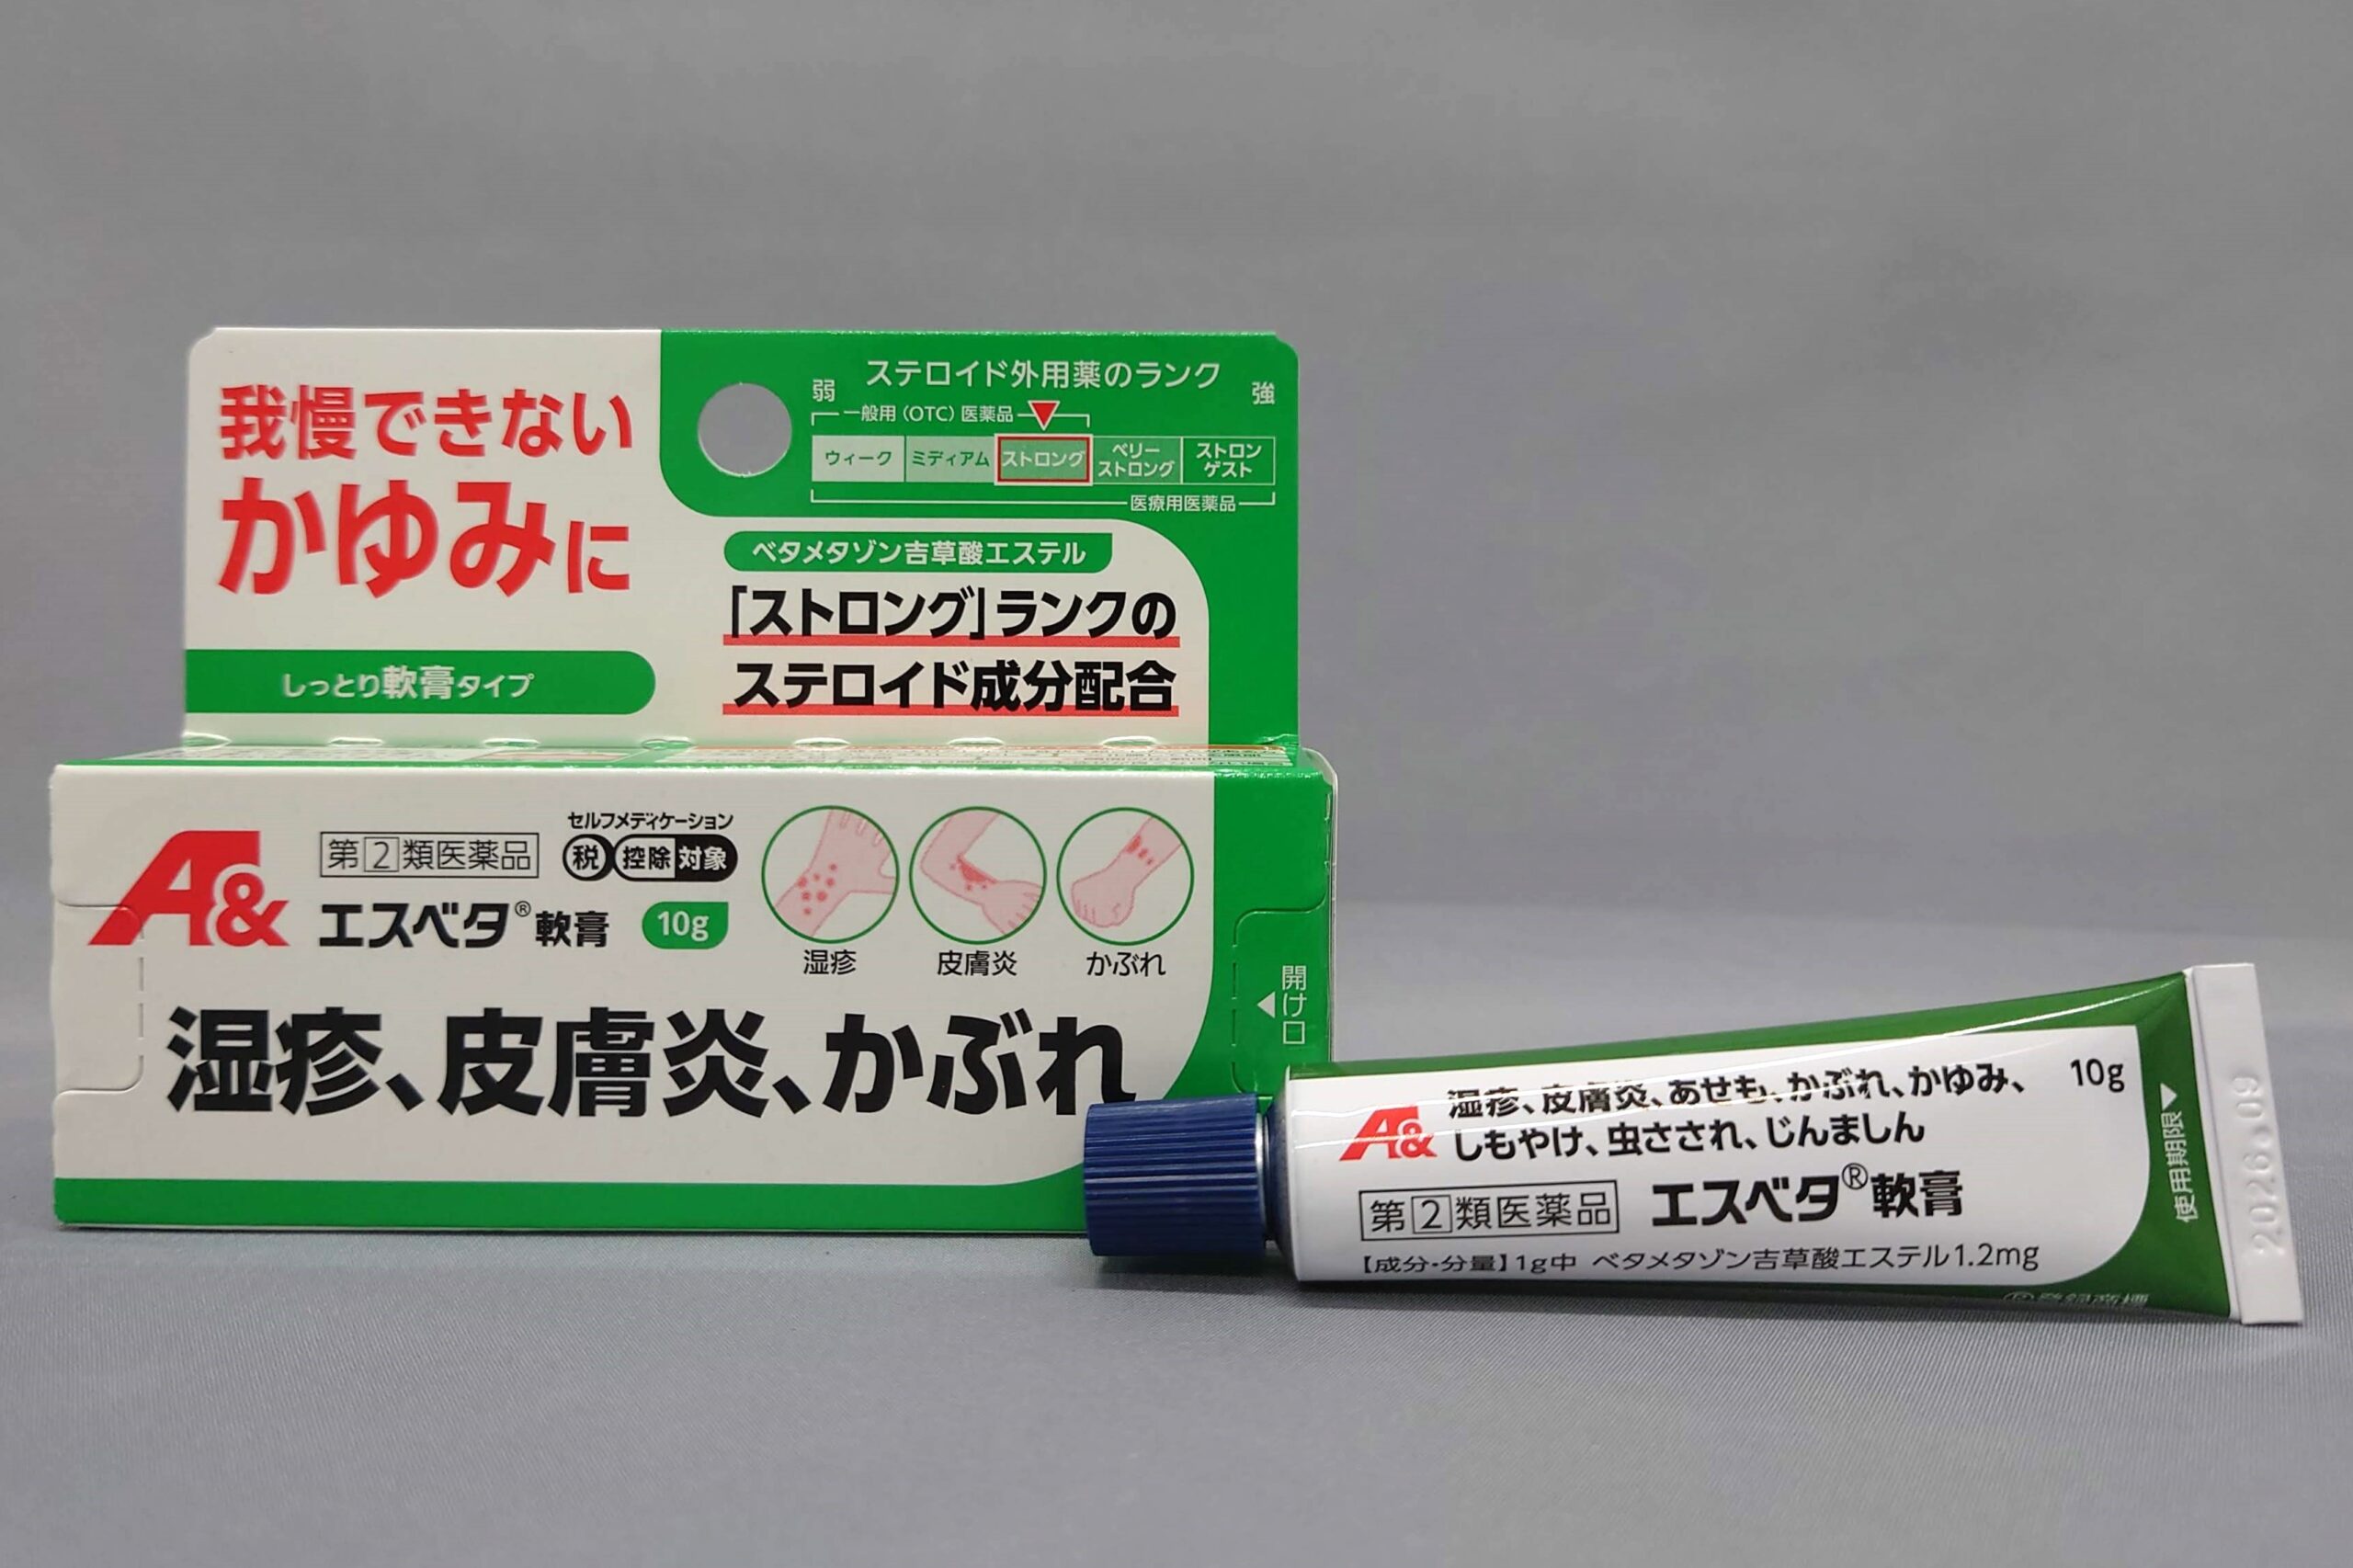 我慢できない
かゆみに
しっとり軟膏タイプ
ステロイド外用薬のランク
弱
強
一般用(OTC)医薬品
ウィーク
ミディアム
ストロング
ベリー
ストロング
ストロン
ゲスト
医療用医薬品
ベタメタゾン吉草酸エステル
「ストロング」ランクの
ステロイド成分配合
A&
第②類医薬品
セルフメディケーション
税 控除 対象
エスベタ®軟膏
10g
湿疹
皮膚炎
かぶれ
湿疹、皮膚炎、かぶれ
開け口
A&
湿疹、皮膚炎、あせも、かぶれ、かゆみ、
しもやけ、虫さされ、じんましん
10g
第②類医薬品
エスベタ®軟膏
【成分・分量】1g中 ベタメタゾン吉草酸エステル1.2mg
使用期限
2026.09